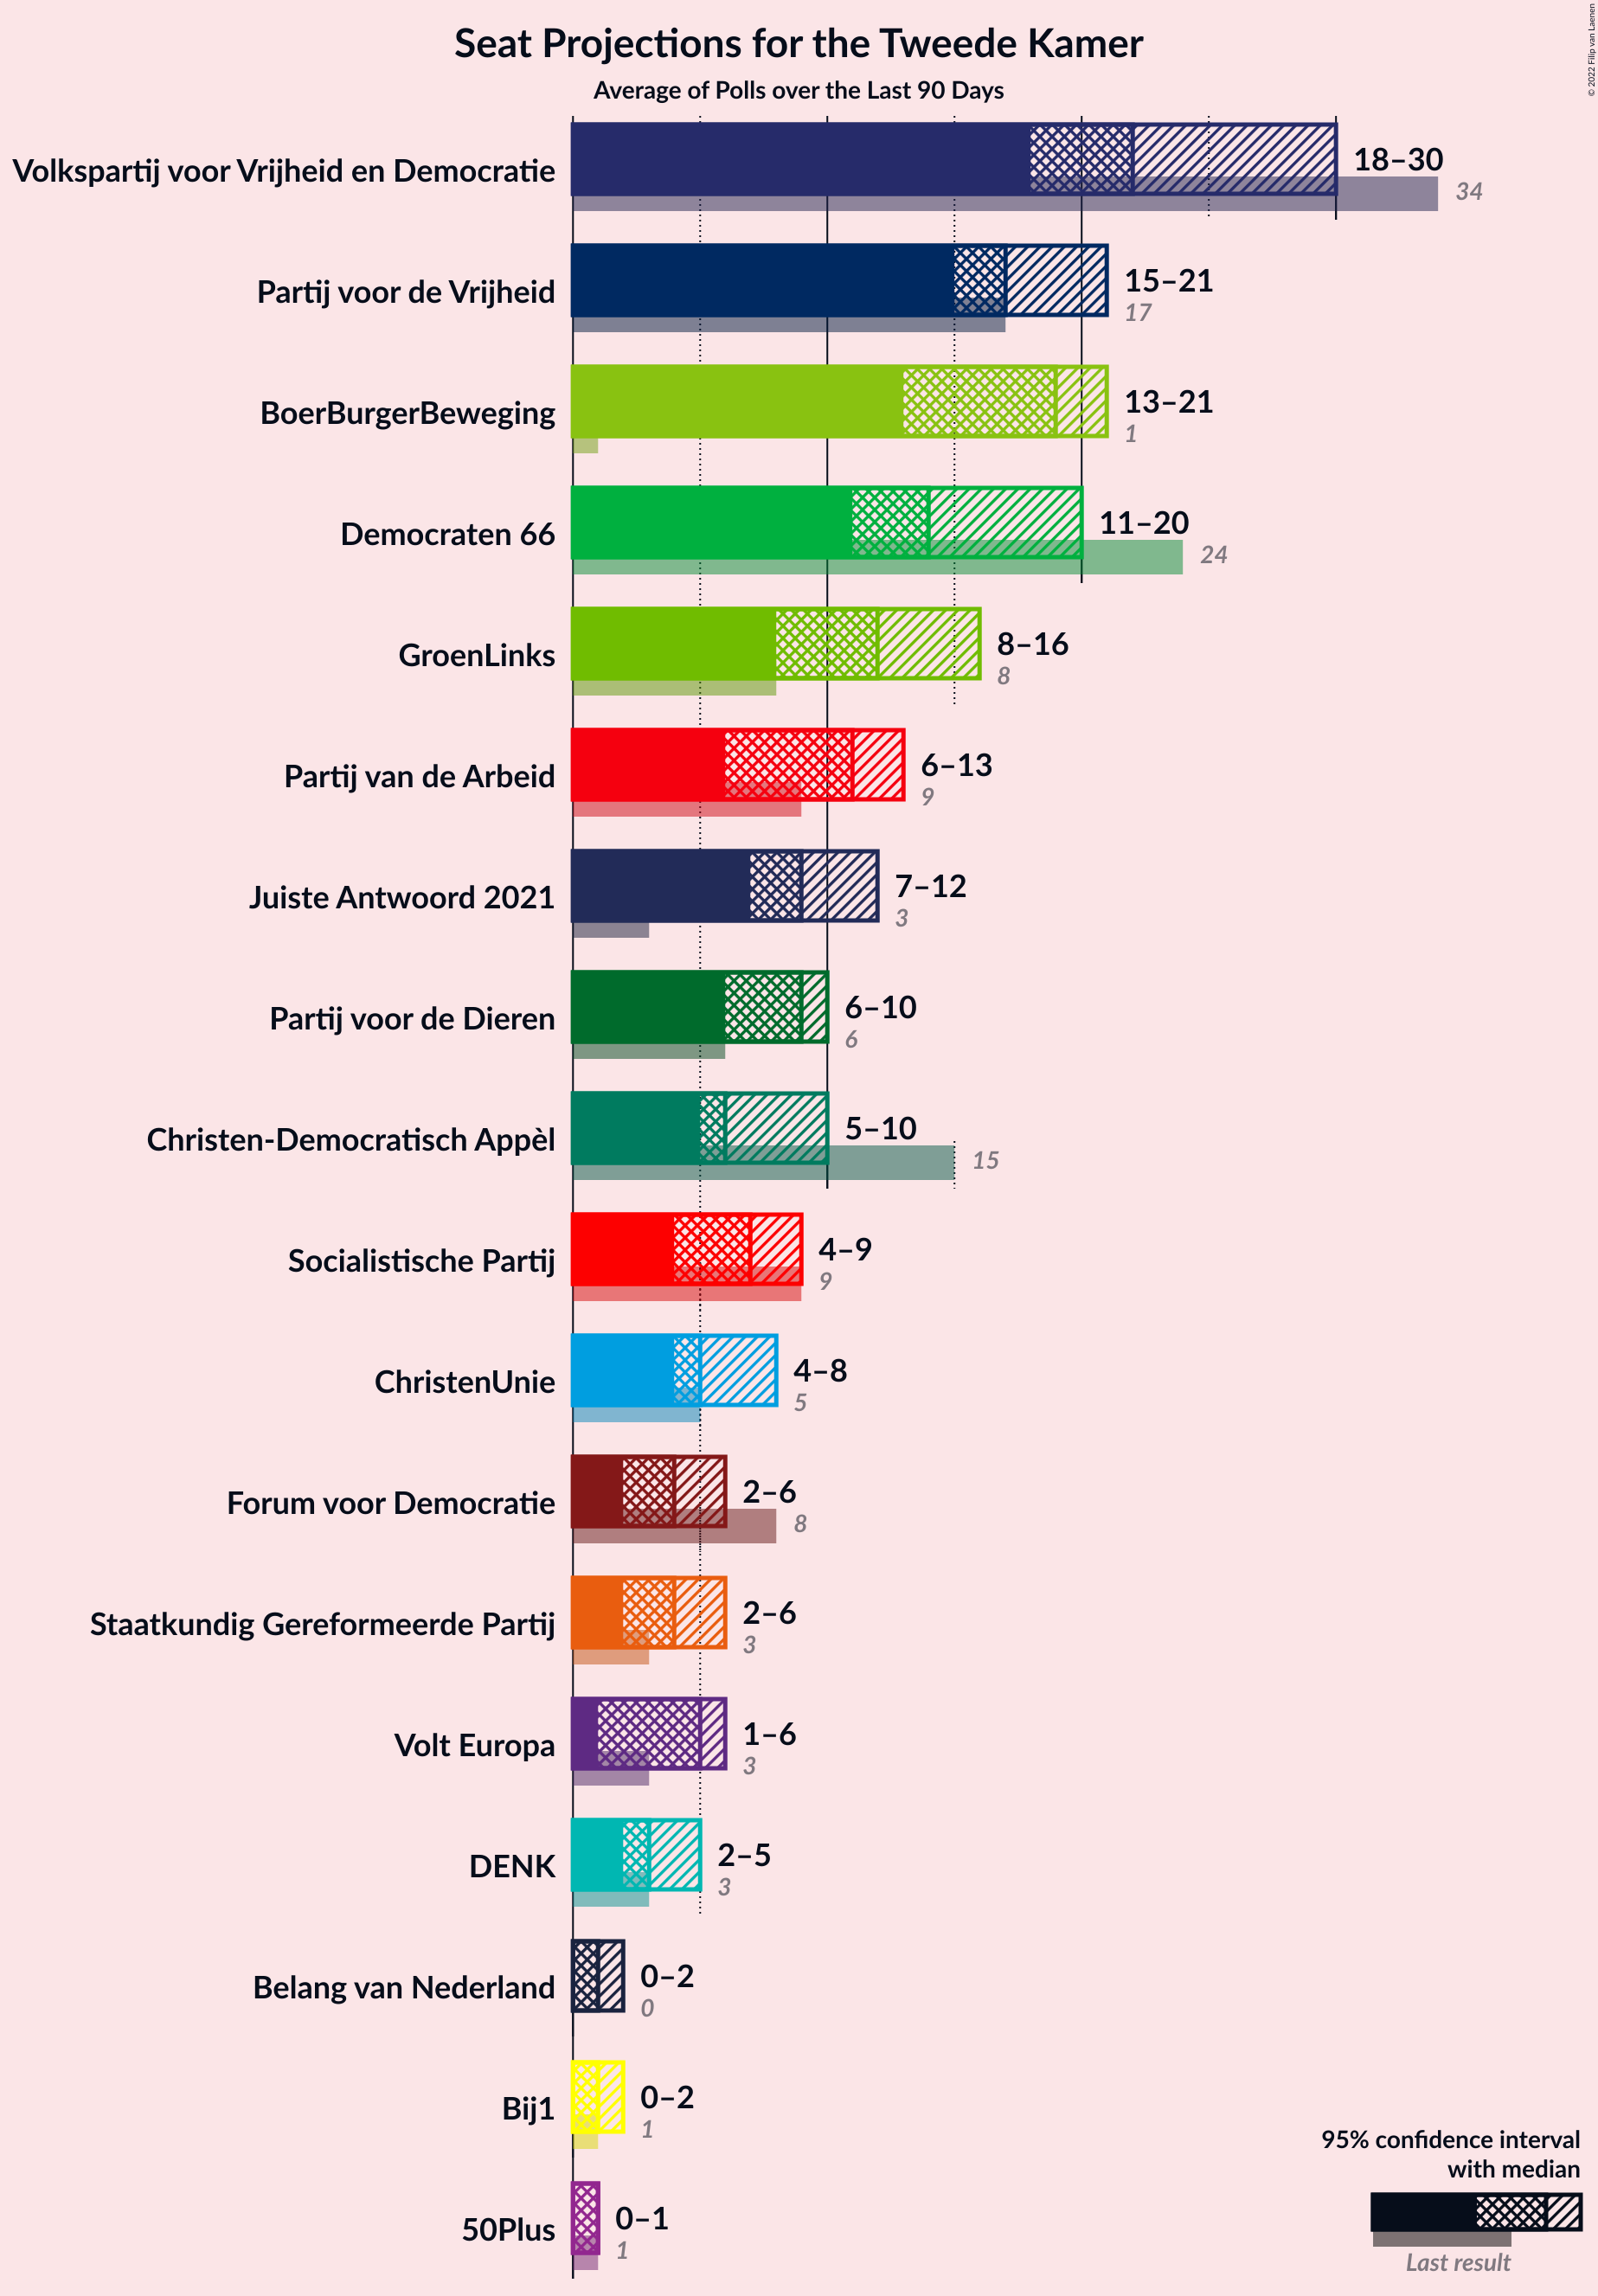 © 2022 Filip van Laenen
Seat Projections for the Tweede Kamer
Average of Polls over the Last 90 Days
Volkspartij voor Vrijheid en Democratie
18–30
34
Partij voor de Vrijheid
15–21
17
BoerBurgerBeweging
13–21
1
Democraten 66
11–20
24
GroenLinks
8–16
8
Partij van de Arbeid
6–13
9
Juiste Antwoord 2021
7–12
3
Partij voor de Dieren
6–10
6
Christen-Democratisch Appèl
5–10
15
Socialistische Partij
4–9
9
ChristenUnie
4–8
5
Forum voor Democratie
2–6
8
Staatkundig Gereformeerde Partij
2–6
3
Volt Europa
1–6
3
DENK
2–5
3
Belang van Nederland
0–2
0
Bij1
0–2
1
50Plus
0–1
1
95% confidence interval
with median
Last result